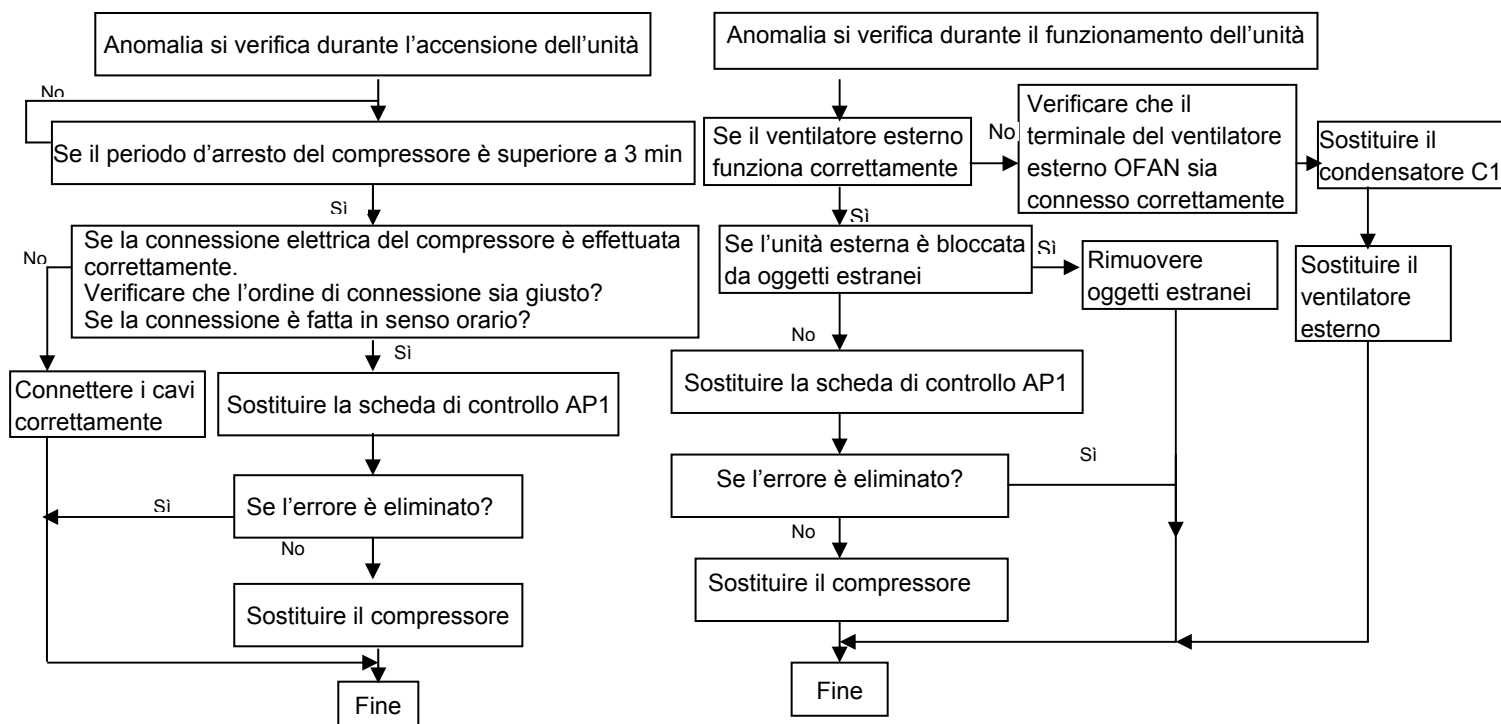 Anomalia si verifica durante l'accensione dell'unità
No
Se il periodo d'arresto del compressore è superiore a 3 min
Sì
Se la connessione elettrica del compressore è effettuata
correttamente.
Verificare che l'ordine di connessione sia giusto?
Se la connessione è fatta in senso orario?
No
Sì
Connettere i cavi
correttamente
Sostituire la scheda di controllo AP1
Se l'errore è eliminato?
Sì
No
Sostituire il compressore
Fine
Anomalia si verifica durante il funzionamento dell'unità
Se il ventilatore esterno
funziona correttamente
No
Verificare che il
terminale del ventilatore
esterno OFAN sia
connesso correttamente
Sostituire il
condensatore C1
Sì
Se l'unità esterna è bloccata
da oggetti estranei
Sì
Rimuovere
oggetti estranei
Sostituire il
ventilatore
esterno
No
Sostituire la scheda di controllo AP1
Se l'errore è eliminato?
Sì
No
Sostituire il compressore
Fine